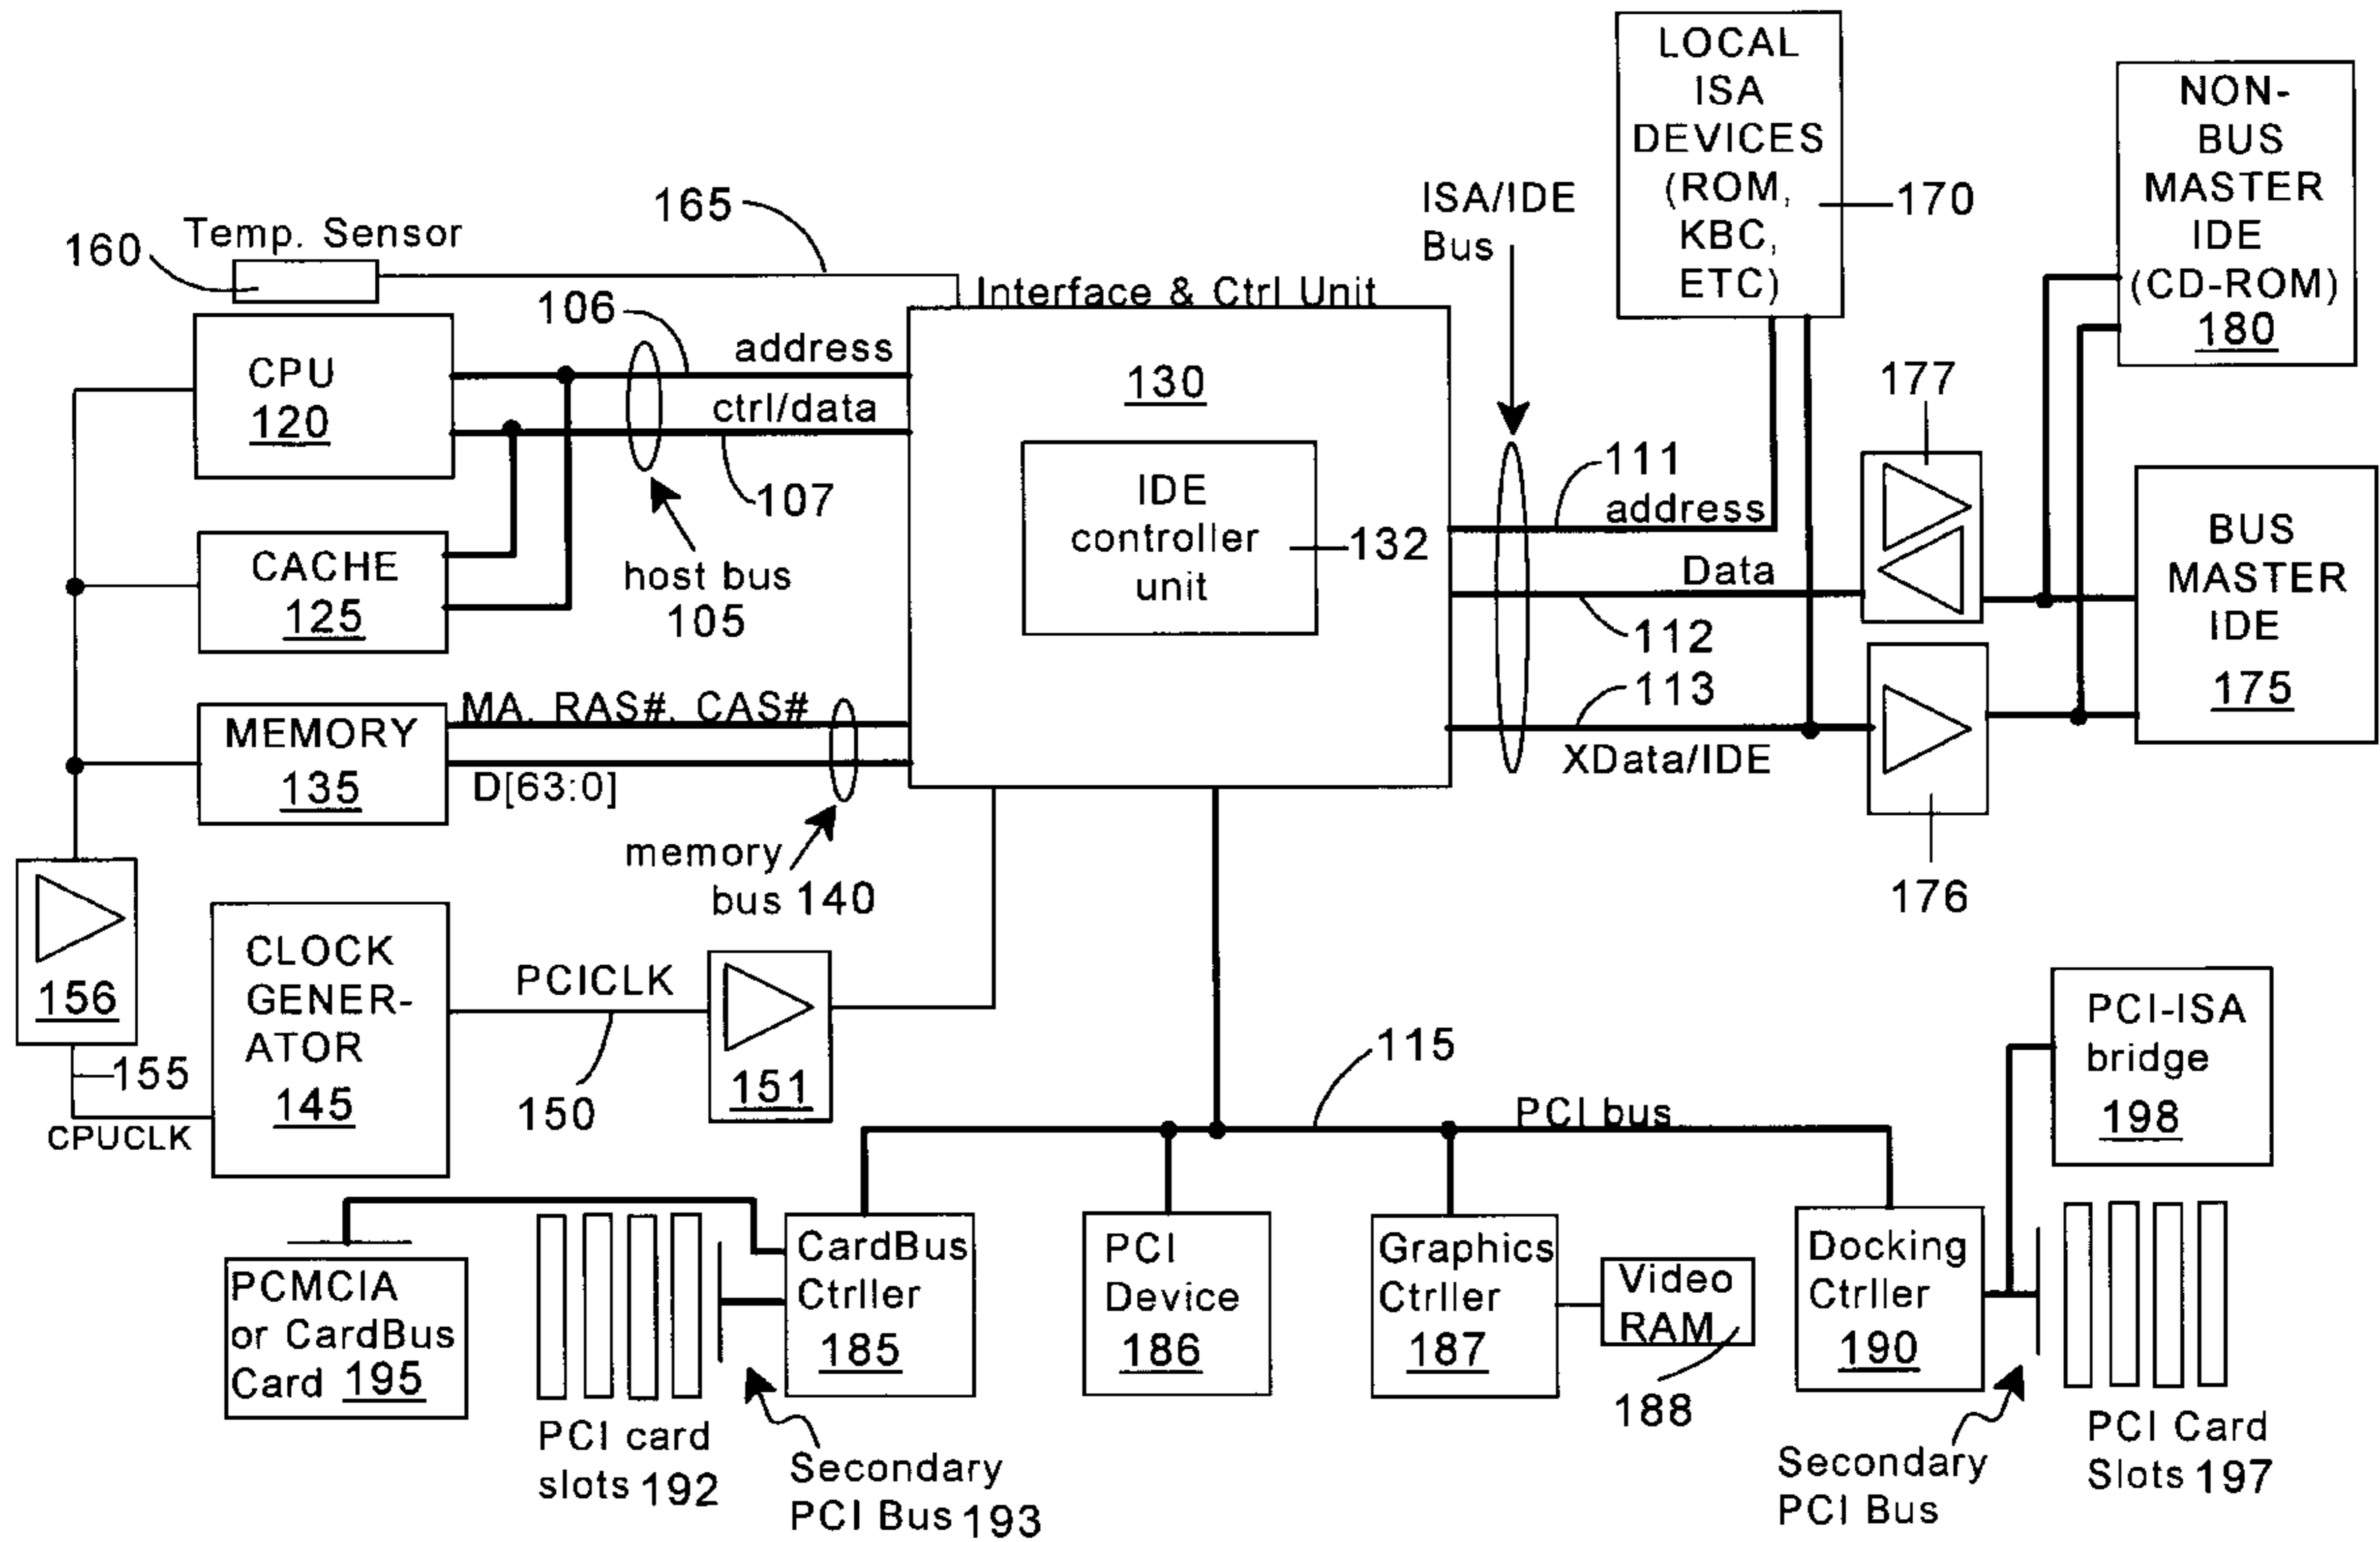 LOCAL
ISA
DEVICES
(ROM,
KBC,
ETC)
170
NON-
BUS
MASTER
IDE
(CD-ROM)
180
ISA/IDE
Bus
165
Temp. Sensor
160
Interface & Ctrl Unit
106
address
ctrl/data
107
CPU
120
130
177
111
address
IDE
controller
unit
132
Data
112
BUS
MASTER
IDE
175
CACHE
125
host bus
105
113
XData/IDE
MA, RAS#, CAS#
MEMORY
135
D[63:0]
memory
bus 140
176
156
CLOCK
GENER-
ATOR
145
PCICLK
150
151
155
CPUCLK
115
PCI bus
PCI-ISA
bridge
198
PCMCIA
or CardBus
Card 195
CardBus
Ctrller
185
PCI
Device
186
Graphics
Ctrller
187
Video
RAM
188
Docking
Ctrller
190
PCI card
slots 192
Secondary
PCI Bus 193
Secondary
PCI Bus
PCI Card
Slots 197